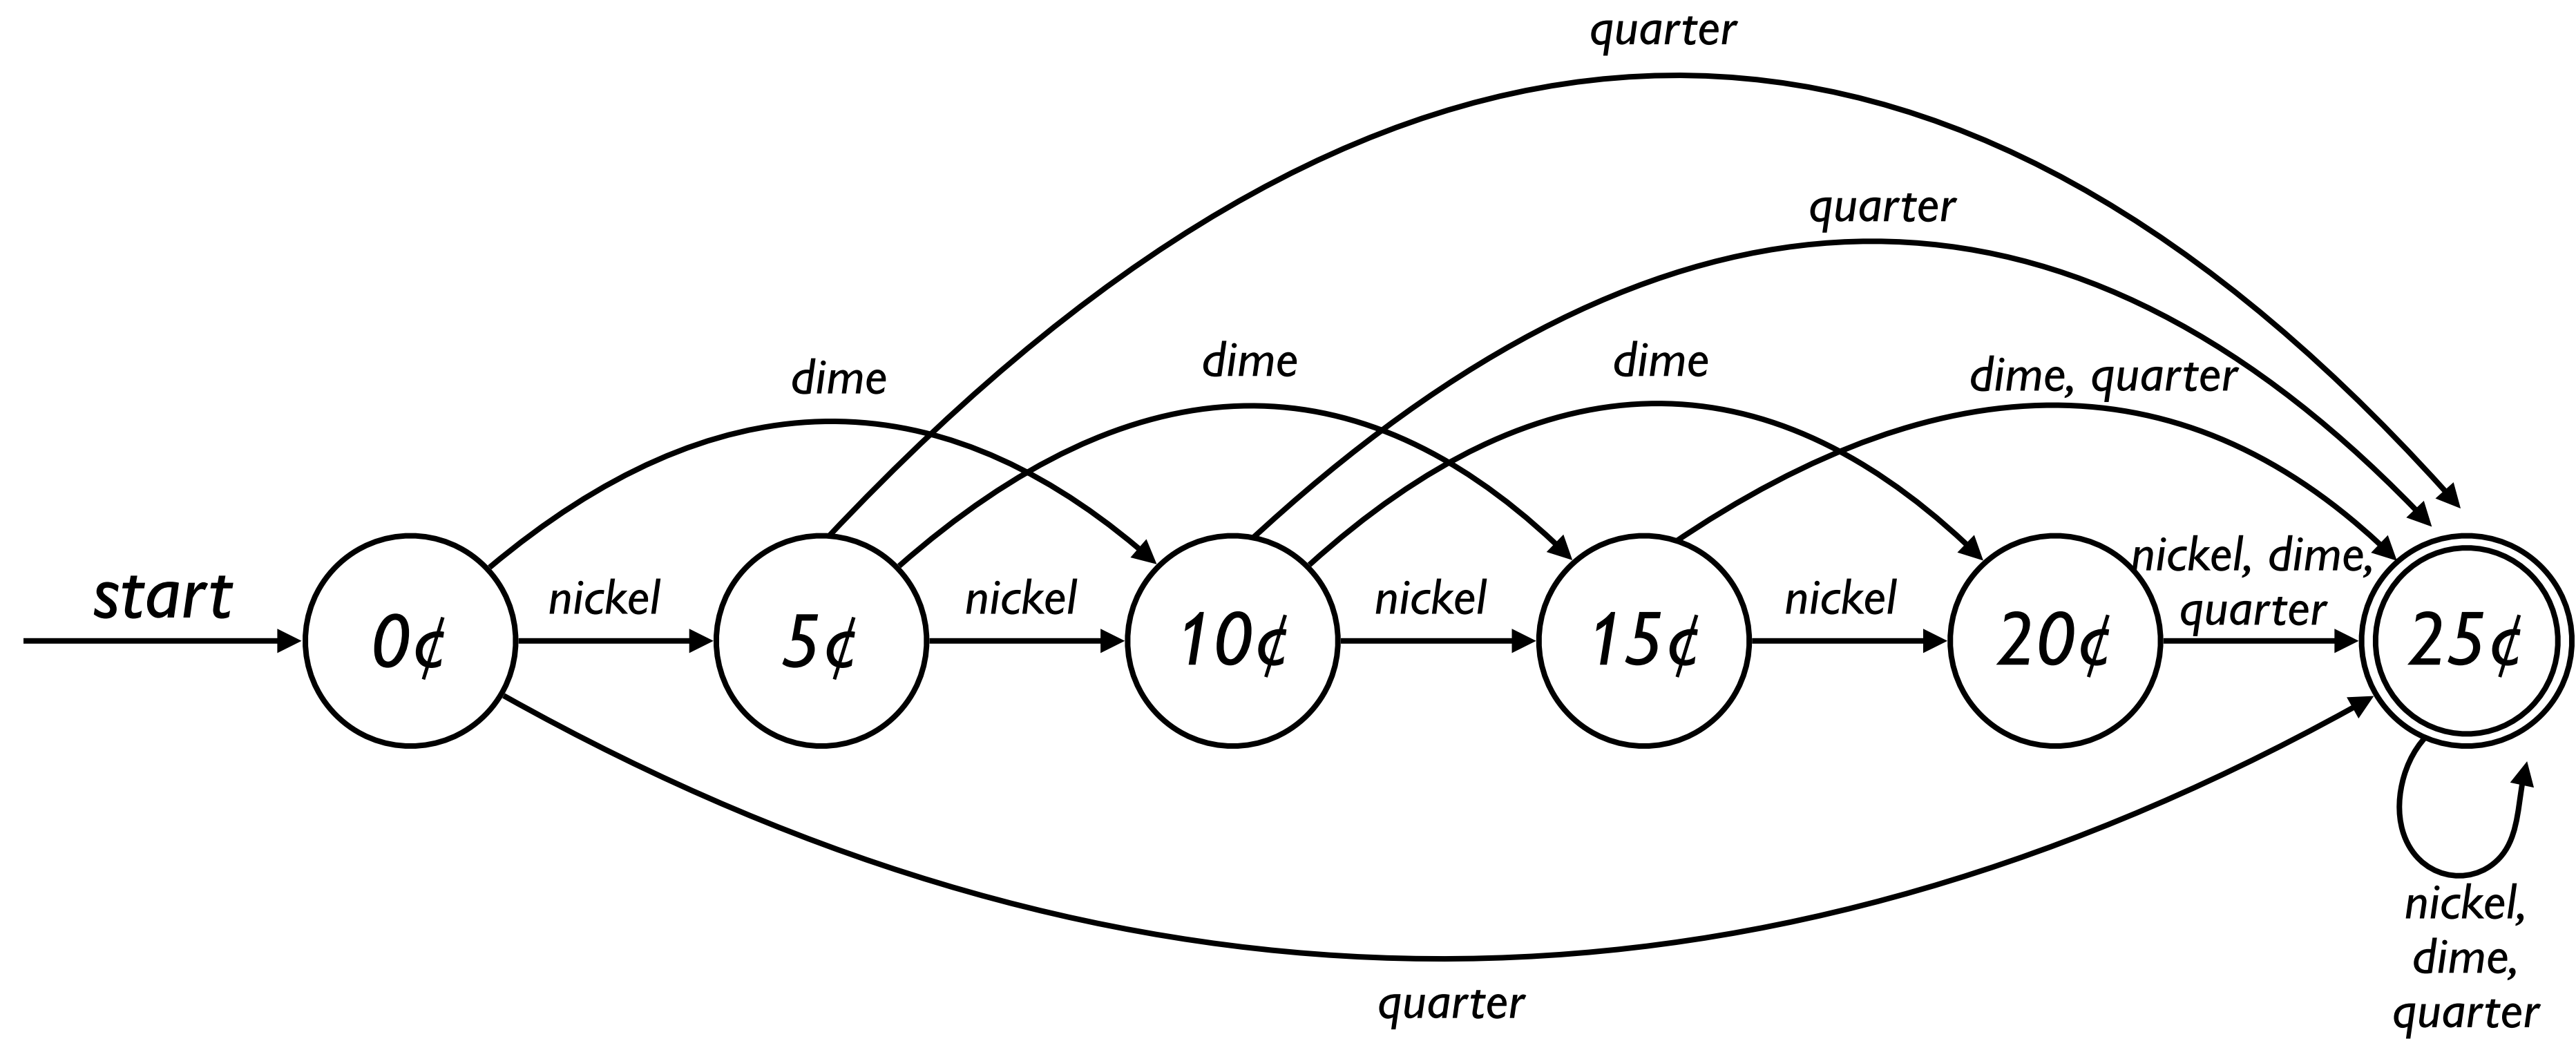 quarter
quarter
dime
dime
dime
dime, quarter
start
nickel
nickel
nickel
nickel
nickel, dime,
quarter
0¢
5¢
10¢
15¢
20¢
25¢
quarter
nickel,
dime,
quarter